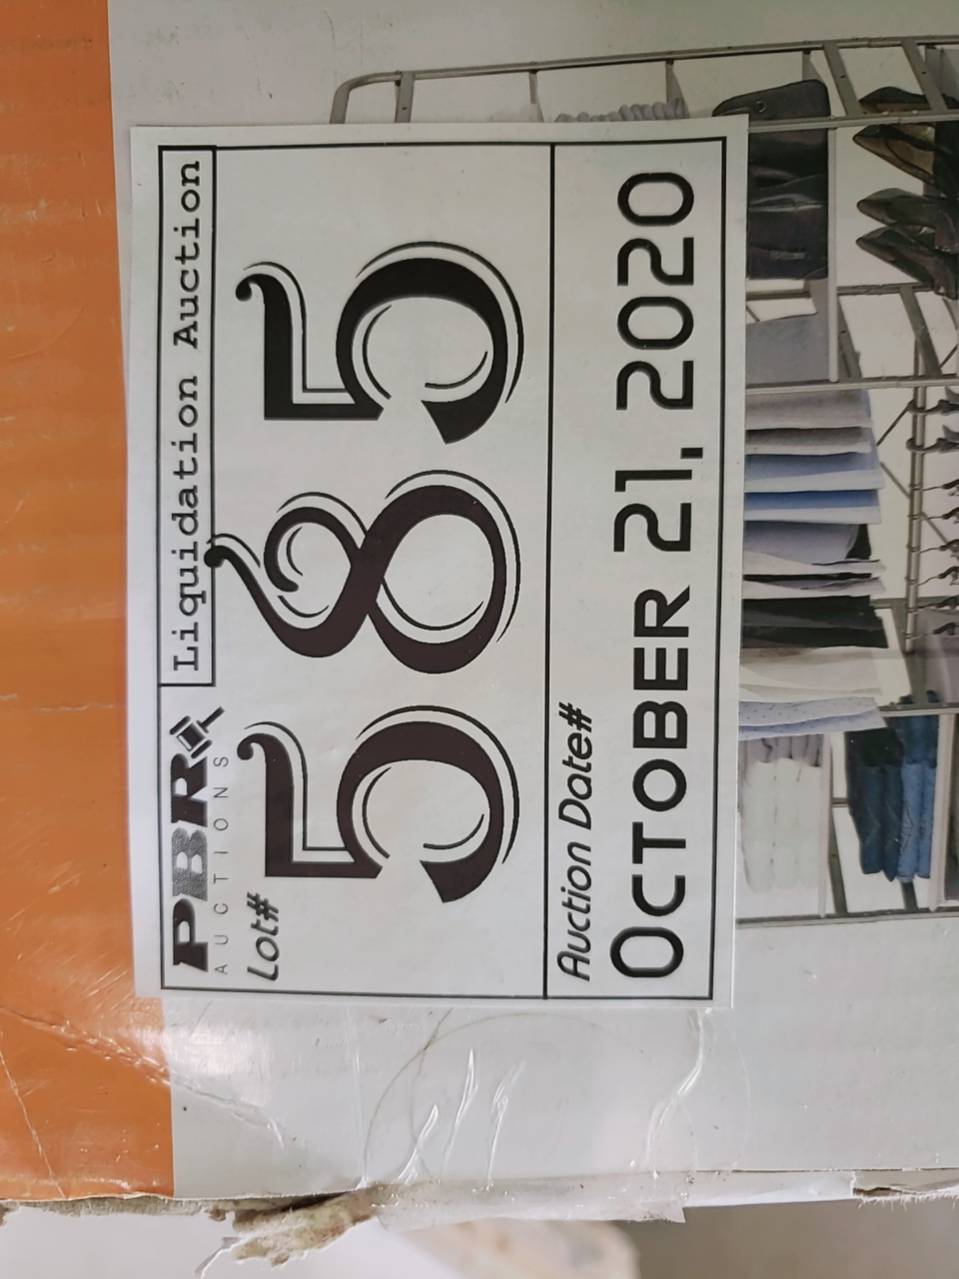 PBR
AUCTIONS
Liquidation Auction
Lot#
585
Auction Date#
OCTOBER 21, 2020